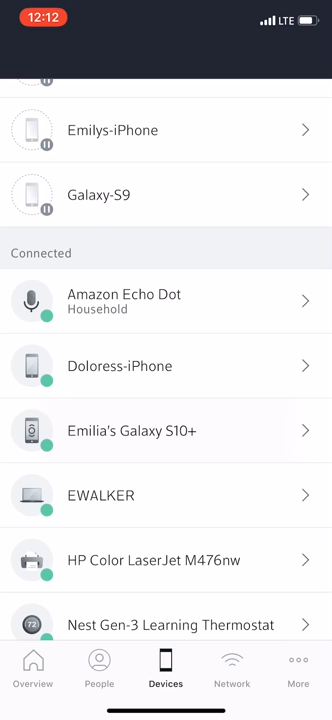 12:12
LTE
Emilys-iPhone
Galaxy-S9
Connected
Amazon Echo Dot
Household
Doloress-iPhone
Emilia's Galaxy S10+
EWALKER
HP Color LaserJet M476nw
72
Nest Gen-3 Learning Thermostat
Overview
People
Devices
Network
More